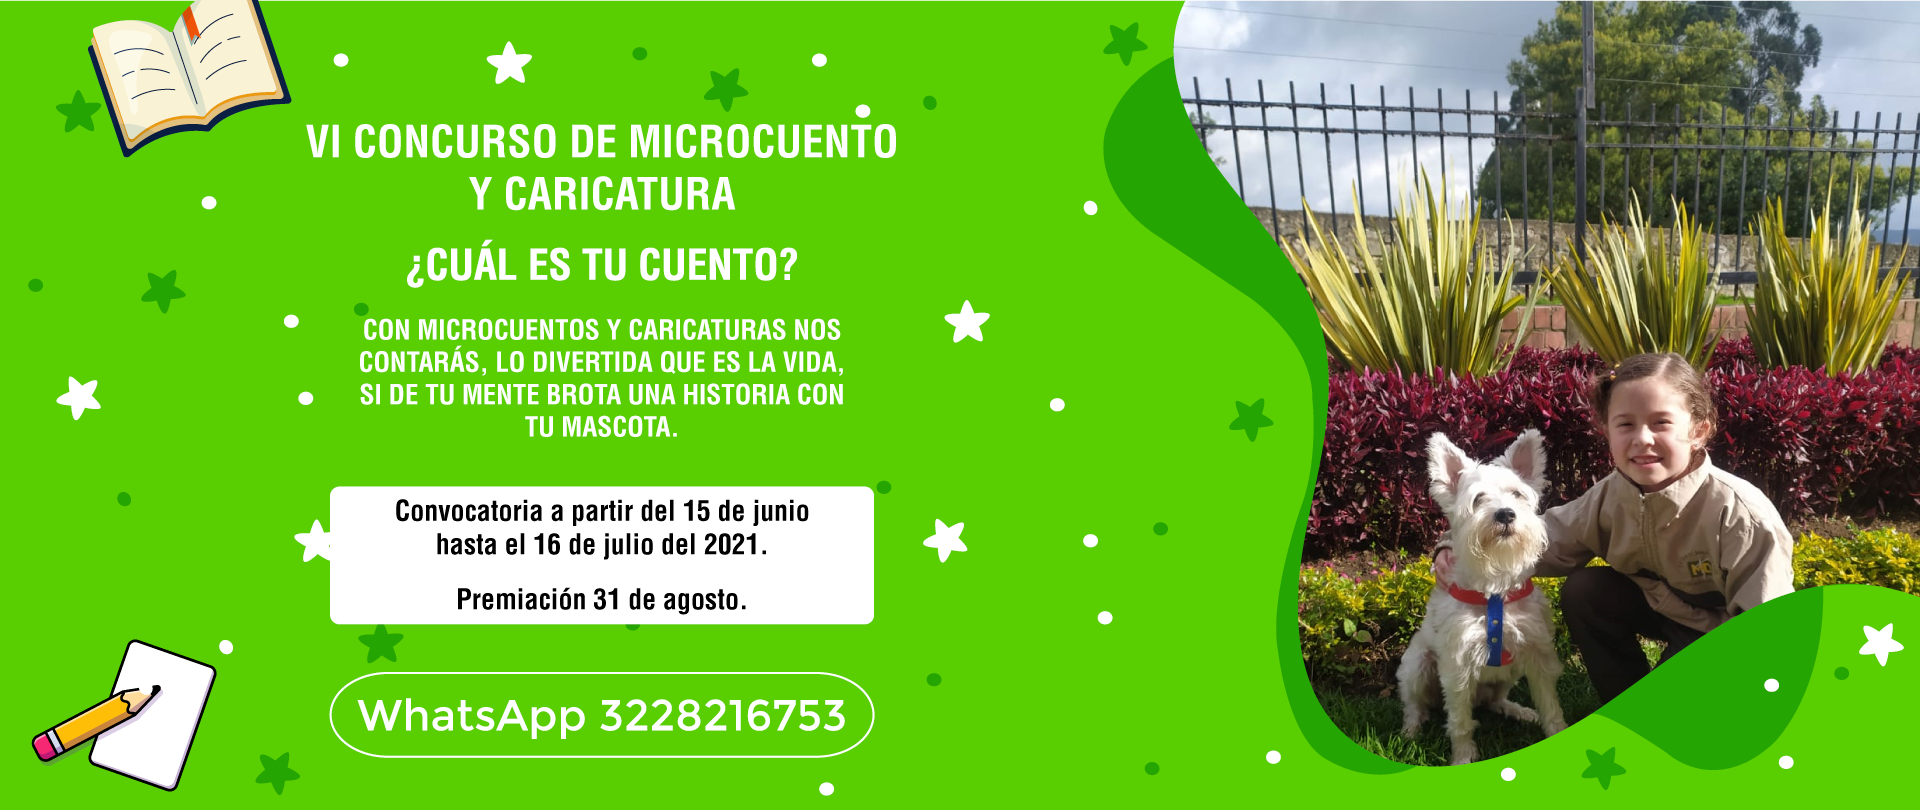 VI CONCURSO DE MICROCUENTO
Y CARICATURA
¿CUÁL ES TU CUENTO?
CON MICROCUENTOS Y CARICATURAS NOS
CONTARÁS, LO DIVERTIDA QUE ES LA VIDA,
SI DE TU MENTE BROTA UNA HISTORIA CON
TU MASCOTA.
Convocatoria a partir del 15 de junio
hasta el 16 de julio del 2021.
Premiación 31 de agosto.
WhatsApp 3228216753